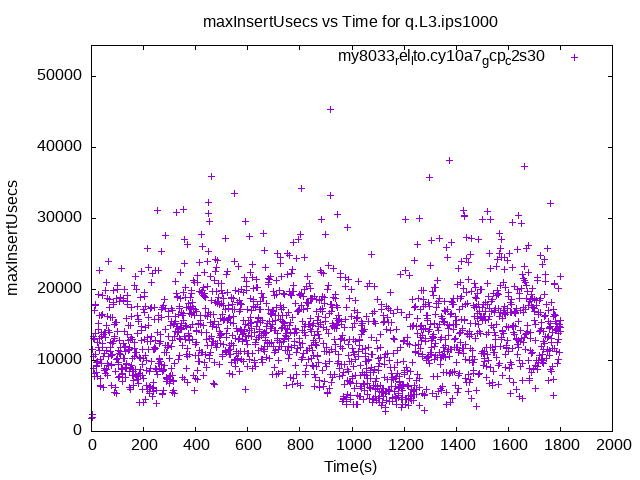 maxInsertUsecs vs Time for q.L3.ips1000
my8033relto.cy10a7gcpc2s30
maxInsertUsecs
50000
40000
30000
20000
10000
0
0 200 400 600 800 1000 1200 1400 1600 1800 2000
Time(s)